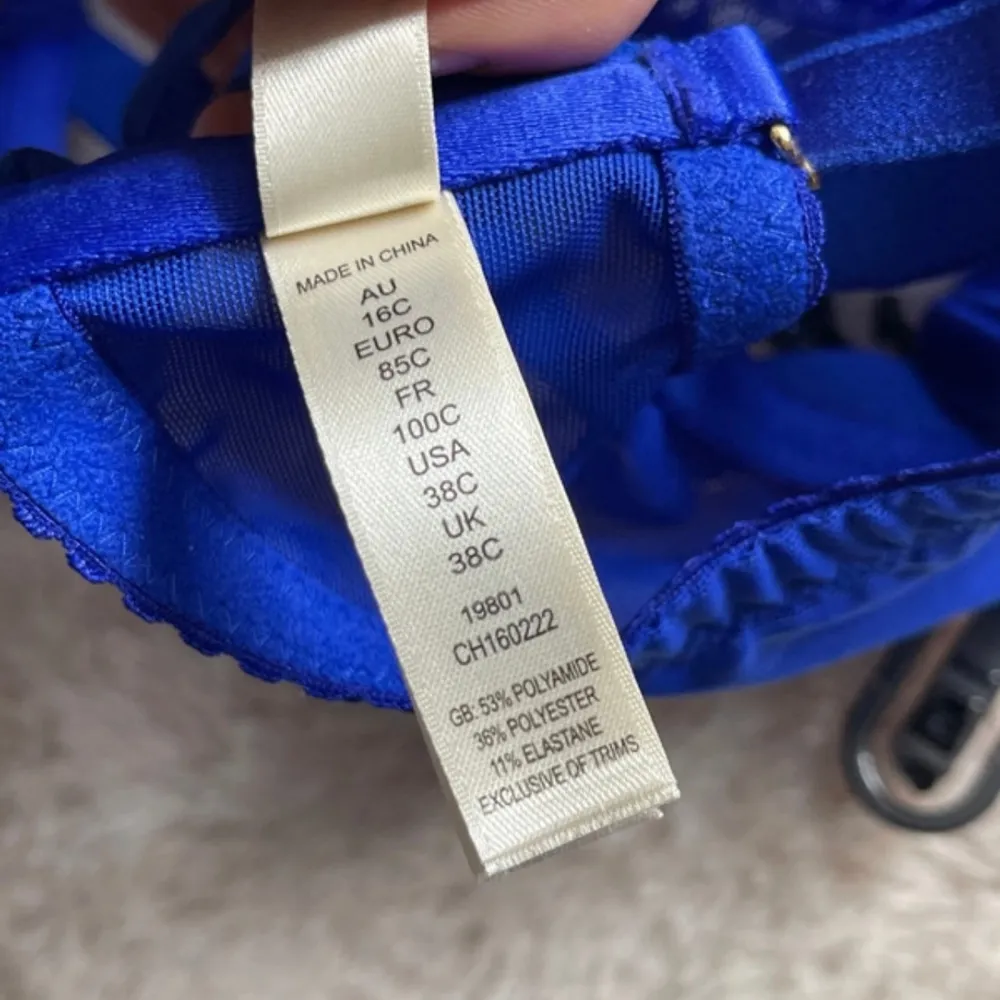 MADE IN CHINA
AU
16C
EURO
85C
FR
100C
USA
38C
UK
38C
19801
CH160222
GB: 53% POLYAMIDE
36% POLYESTER
11% ELASTANE
EXCLUSIVE OF TRIMS